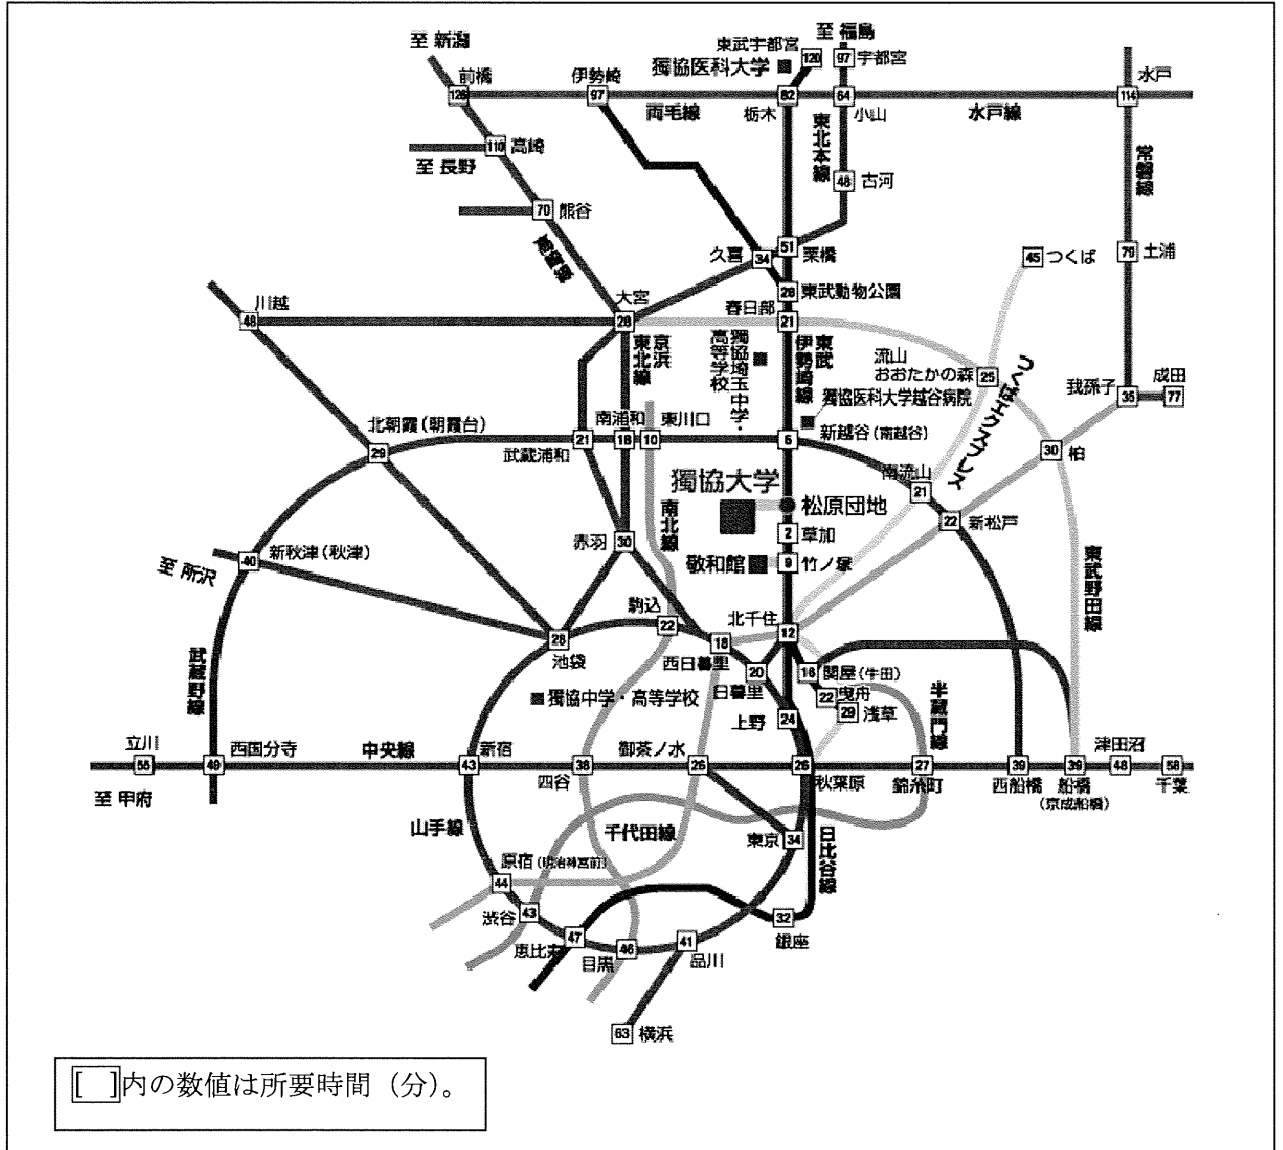 至 新潟
東武宇都宮
至 福島
前橋
伊勢崎
獨協医科大学
120
97
宇都宮
水戸
97
82
64
114
両毛線
栃木
小山
水戸線
110
高崎
至 長野
東北本線
常磐線
48
古河
70
熊谷
高崎線
久喜
34
51
栗橋
45
つくば
79
土浦
28
東武動物公園
川越
48
大宮
28
春日部
21
京浜東北線
獨協埼玉中学・高等学校
東武伊勢崎線
流山おおたかの森
25
つくばエクスプレス
我孫子
35
成田
77
獨協医科大学越谷病院
北朝霞(朝霞台)
29
南浦和
東川口
21
18
10
武蔵浦和
6
新越谷(南越谷)
30
柏
獨協大学
松原団地
南流山
21
22
新松戸
南北線
赤羽
30
2
草加
敬和館
9
竹ノ塚
新秋津(秋津)
40
至 所沢
東武野田線
駒込
22
北千住
12
28
池袋
18
西日暮里
20
日暮里
18
関屋(牛田)
22
曳舟
28
浅草
武蔵野線
獨協中学・高等学校
上野
24
半蔵門線
立川
55
49
西国分寺
中央線
43
新宿
38
四谷
御茶ノ水
26
26
秋葉原
27
錦糸町
39
西船橋
39
船橋
(京成船橋)
津田沼
48
58
千葉
至 甲府
山手線
千代田線
東京
34
日比谷線
原宿(明治神宮前)
44
渋谷
43
恵比寿
47
目黒
46
41
品川
32
銀座
63
横浜
[ ]内の数値は所要時間(分)。